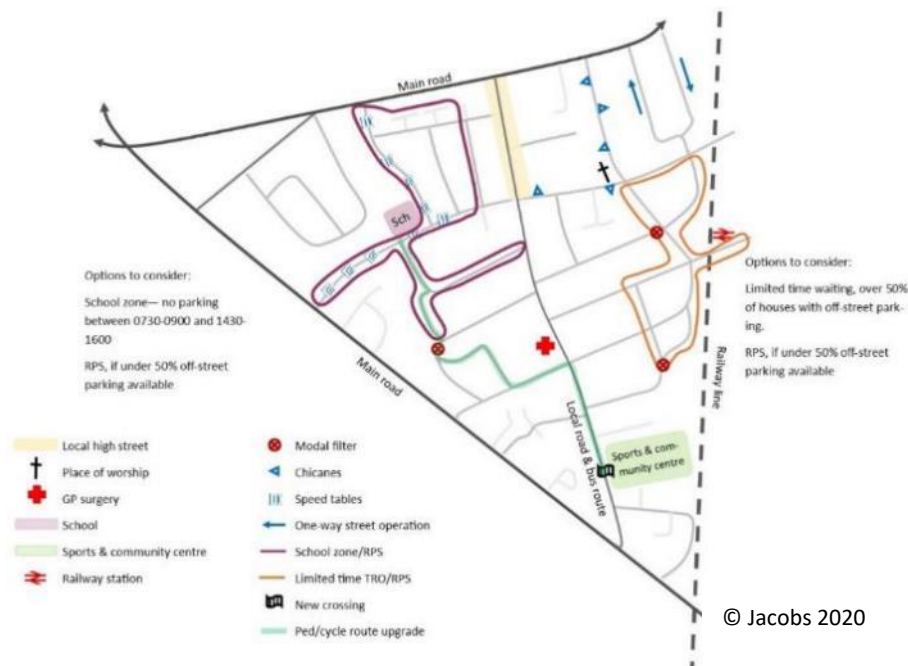 Main road
Sch
Options to consider:
School zone— no parking
between 0730-0900 and 1430-
1600
RPS, if under 50% off-street
parking available
Main road
Options to consider:
Limited time waiting, over 50%
of houses with off-street park-
ing.
RPS, if under 50% off-street
parking available
Railway line
Local road & bus route
Sports & com-
munity centre
Local high street
Place of worship
GP surgery
School
Sports & community centre
Railway station
Modal filter
Chicanes
Speed tables
One-way street operation
School zone/RPS
Limited time TRO/RPS
New crossing
Ped/cycle route upgrade
© Jacobs 2020